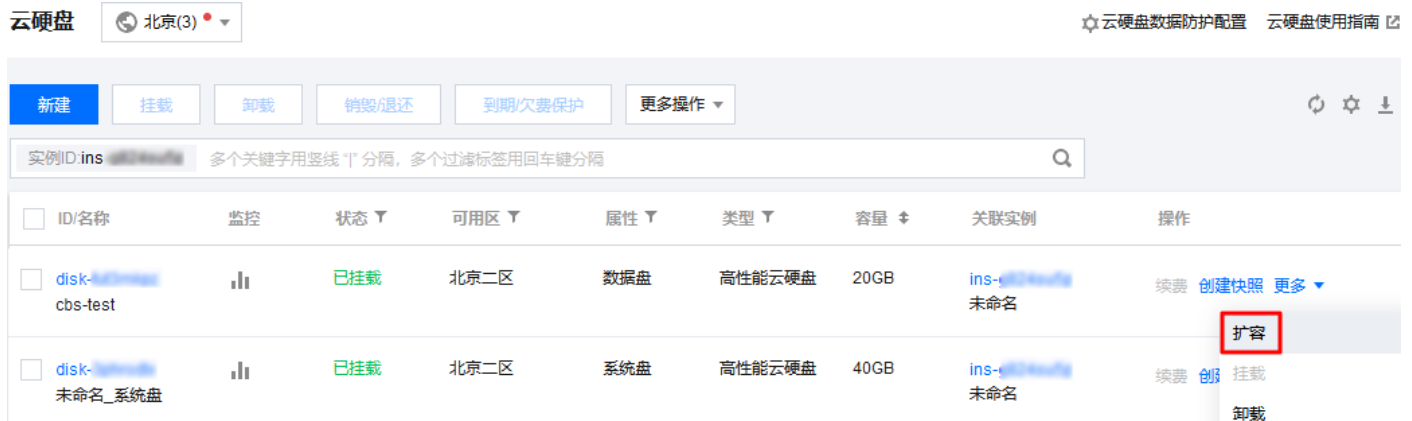 云硬盘 北京(3) 云硬盘数据防护配置 云硬盘使用指南
新建 挂载 卸载 销毁/退还 到期/欠费保护 更多操作
实例ID:ins 多个关键字用竖线 "|" 分隔，多个过滤标签用回车键分隔
ID/名称 监控 状态 可用区 属性 类型 容量 关联实例 操作
disk- 已挂载 北京二区 数据盘 高性能云硬盘 20GB ins- 续费 创建快照 更多
cbs-test 未命名
扩容
disk- 已挂载 北京二区 系统盘 高性能云硬盘 40GB ins- 续费 挂载
未命名_系统盘 未命名
卸载